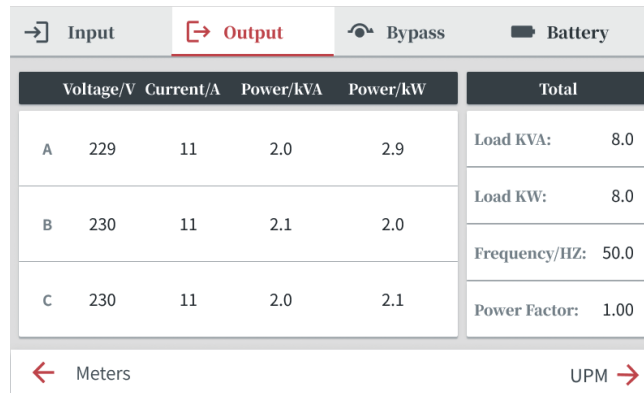 Input Output Bypass Battery
Voltage/V Current/A Power/kVA Power/kW
A 229 11 2.0 2.9
B 230 11 2.1 2.0
C 230 11 2.0 2.1
Total
Load KVA: 8.0
Load KW: 8.0
Frequency/HZ: 50.0
Power Factor: 1.00
Meters UPM